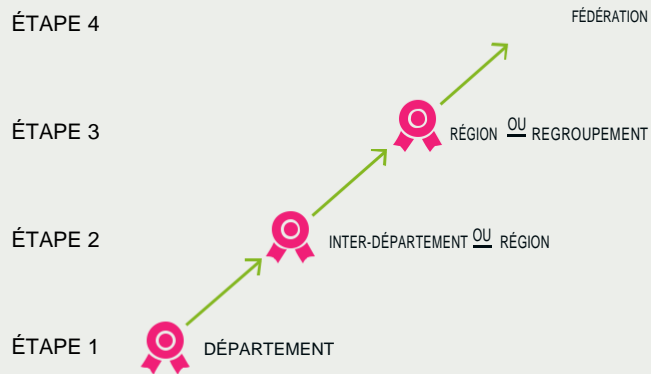 ÉTAPE 4 FÉDÉRATION
ÉTAPE 3 RÉGION OU REGROUPEMENT
ÉTAPE 2 INTER-DÉPARTEMENT OU RÉGION
ÉTAPE 1 DÉPARTEMENT